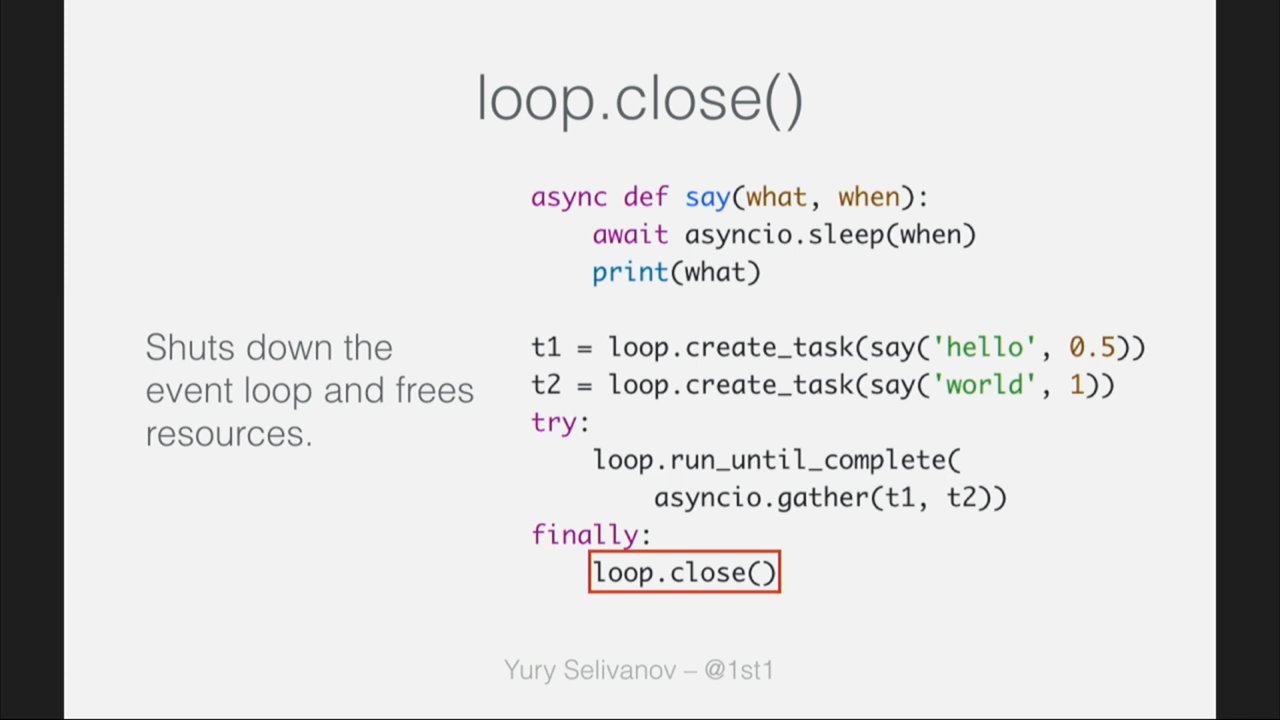 loop.close()
async def say(what, when):
    await asyncio.sleep(when)
    print(what)
Shuts down the
event loop and frees
resources.
t1 = loop.create_task(say('hello', 0.5))
t2 = loop.create_task(say('world', 1))
try:
    loop.run_until_complete(
        asyncio.gather(t1, t2))
finally:
    loop.close()
Yury Selivanov – @1st1